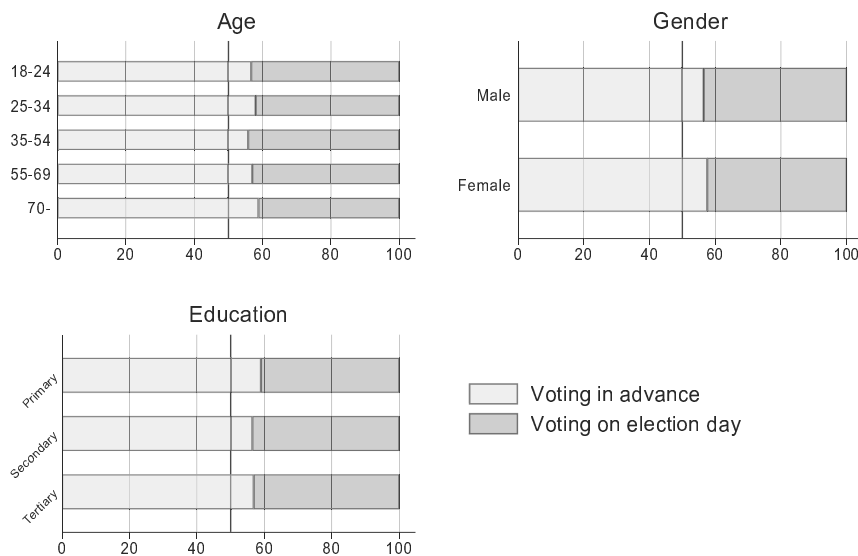 Age
18-24
25-34
35-54
55-69
70-
0 20 40 60 80 100
Gender
Male
Female
0 20 40 60 80 100
Education
Primary
Secondary
Tertiary
0 20 40 60 80 100
Voting in advance
Voting on election day